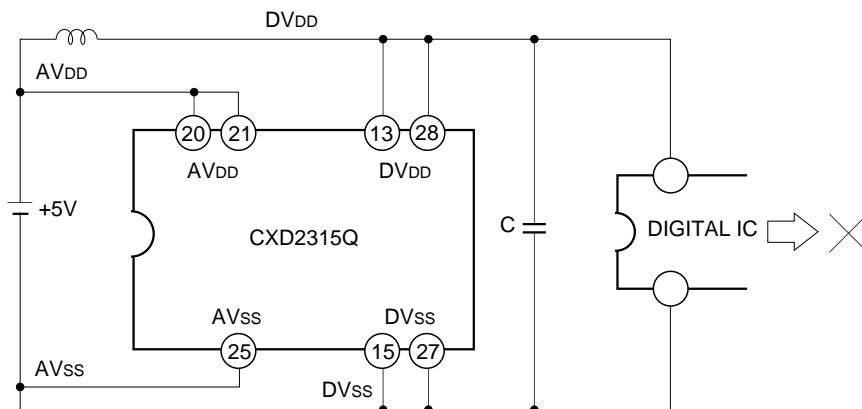 DVDD
AVDD
20 21 13 28
AVDD DVDD
+5V
CXD2315Q
C
DIGITAL IC
AVSS DVSS
25 15 27
AVSS
DVSS